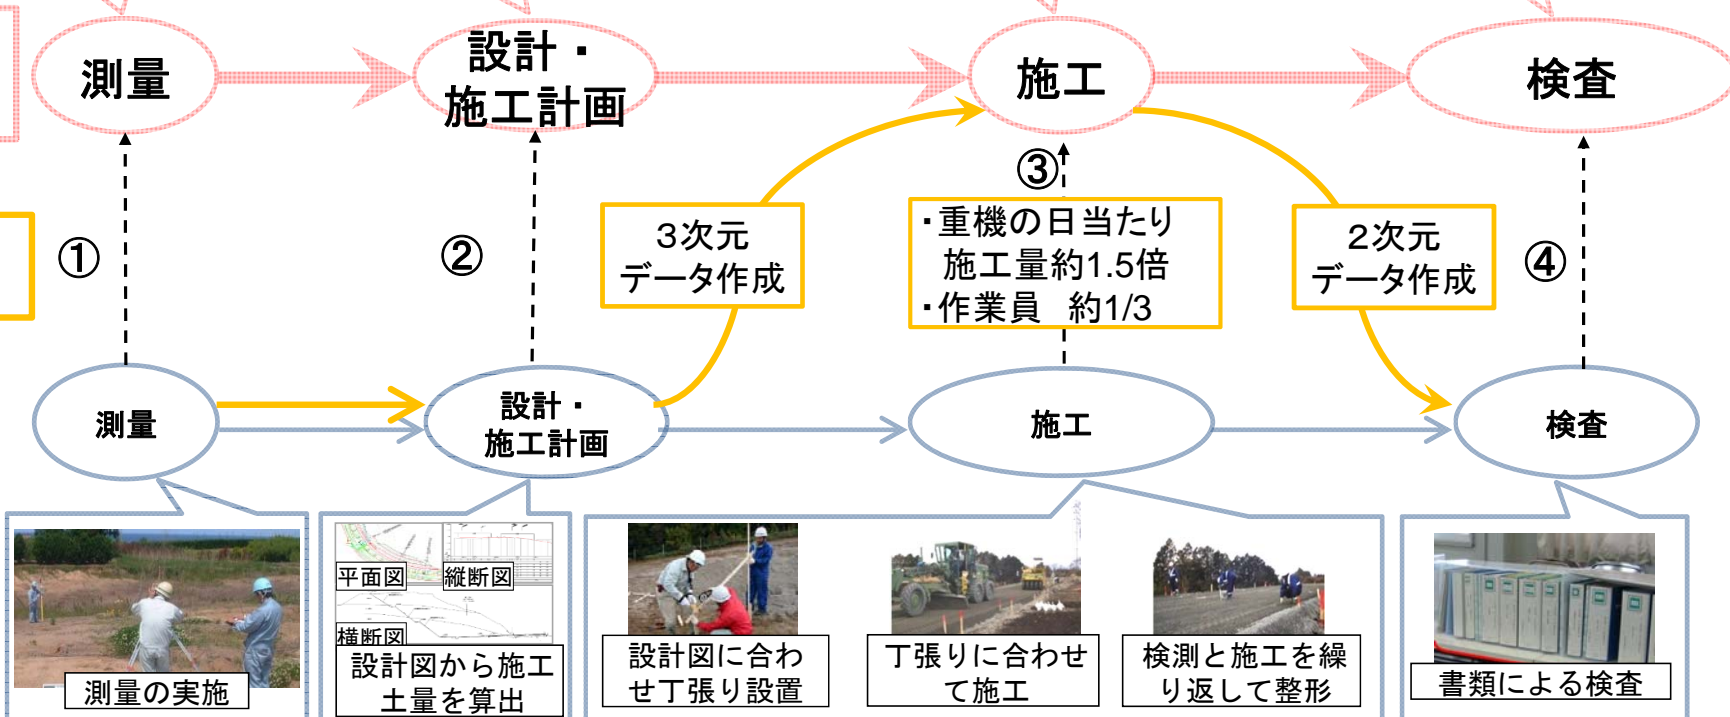 測量
設計・
施工計画
施工
検査
①
②
3次元
データ作成
③
・重機の日当たり
施工量約1.5倍
・作業員　約1/3
2次元
データ作成
④
測量
設計・
施工計画
施工
検査
平面図
縦断図
横断図
測量の実施
設計図から施工
土量を算出
設計図に合わ
せ丁張り設置
丁張りに合わせ
て施工
検測と施工を繰
り返して整形
書類による検査